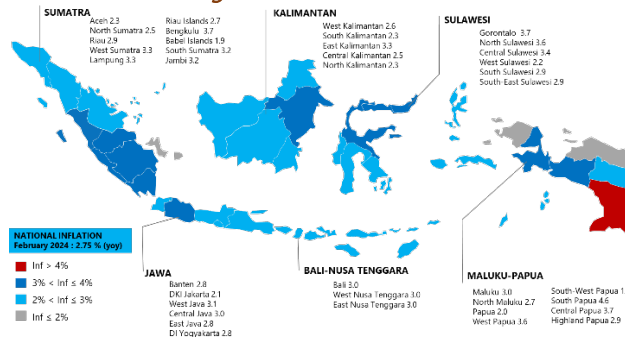 SUMATRA
Aceh 2.3
North Sumatra 2.5
Riau 2.9
West Sumatra 3.3
Lampung 3.3
Riau Islands 2.7
Bengkulu 3.7
Babel Islands 1.9
South Sumatra 3.2
Jambi 3.2
KALIMANTAN
West Kalimantan 2.6
South Kalimantan 2.3
East Kalimantan 3.3
Central Kalimantan 2.5
North Kalimantan 2.3
SULAWESI
Gorontalo 3.7
North Sulawesi 3.6
Central Sulawesi 3.4
West Sulawesi 2.2
South Sulawesi 2.9
South-East Sulawesi 2.9
NATIONAL INFLATION
February 2024 : 2.75 % (yoy)
Inf > 4%
3% < Inf ≤ 4%
2% < Inf ≤ 3%
Inf ≤ 2%
JAWA
Banten 2.8
DKI Jakarta 2.1
West Java 3.1
Central Java 3.0
East Java 2.8
DI Yogyakarta 2.8
BALI-NUSA TENGGARA
Bali 3.0
West Nusa Tenggara 3.0
East Nusa Tenggara 3.0
MALUKU-PAPUA
Maluku 3.0
North Maluku 2.7
Papua 2.0
West Papua 3.6
South-West Papua 1.
South Papua 4.6
Central Papua 3.7
Highland Papua 2.9